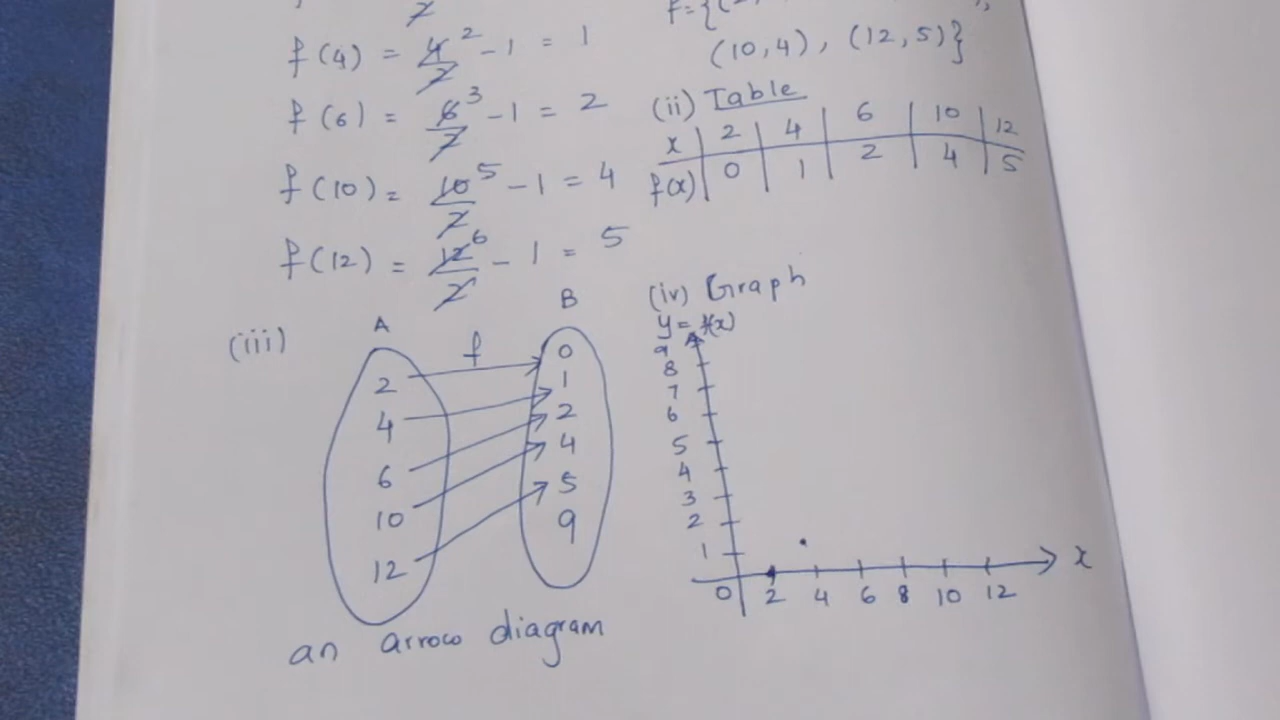 2
f(4) = 4/2 2 - 1 = 1
f(6) = 6/2 3 - 1 = 2
f(10) = 10/2 5 - 1 = 4
f(12) = 12/2 6 - 1 = 5
(iii)
A
f
B
2
4
6
10
12
0
1
2
4
5
9
an arrow diagram
f={(2,
(10,4), (12,5)}
(ii) Table
x | 2 | 4 | 6 | 10 | 12
f(x) | 0 | 1 | 2 | 4 | 5
(iv) Graph
y = f(x)
9
8
7
6
5
4
3
2
1
0 2 4 6 8 10 12
x